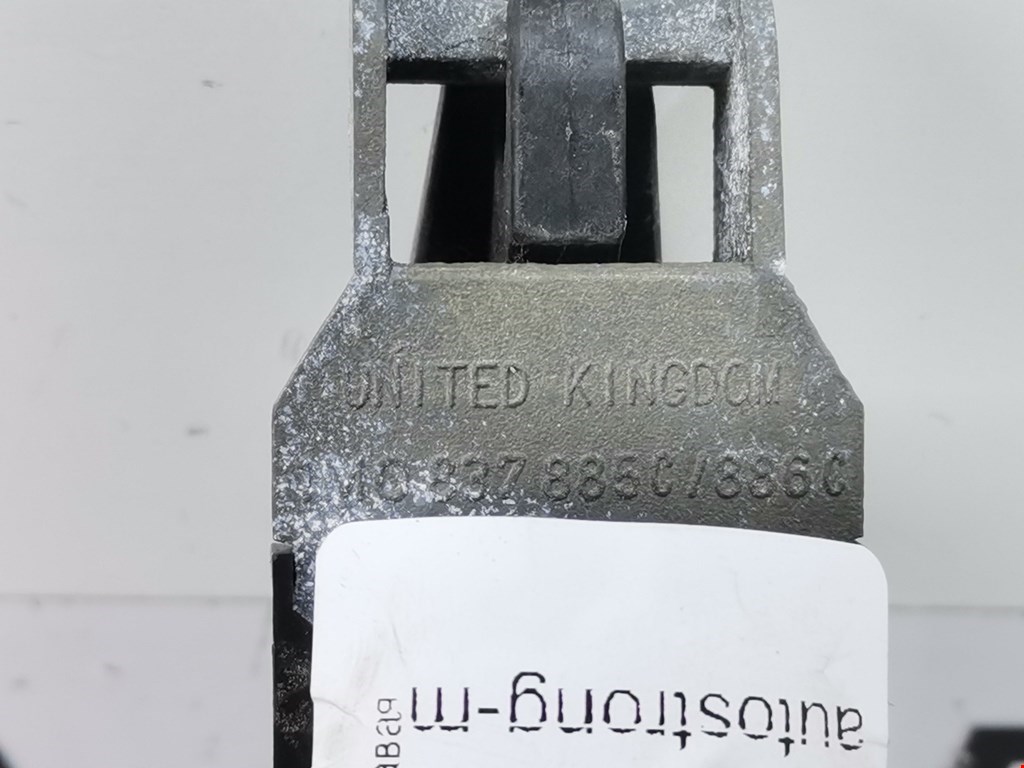 UNITED KINGDOM
837 885C/886C
autostrong-m